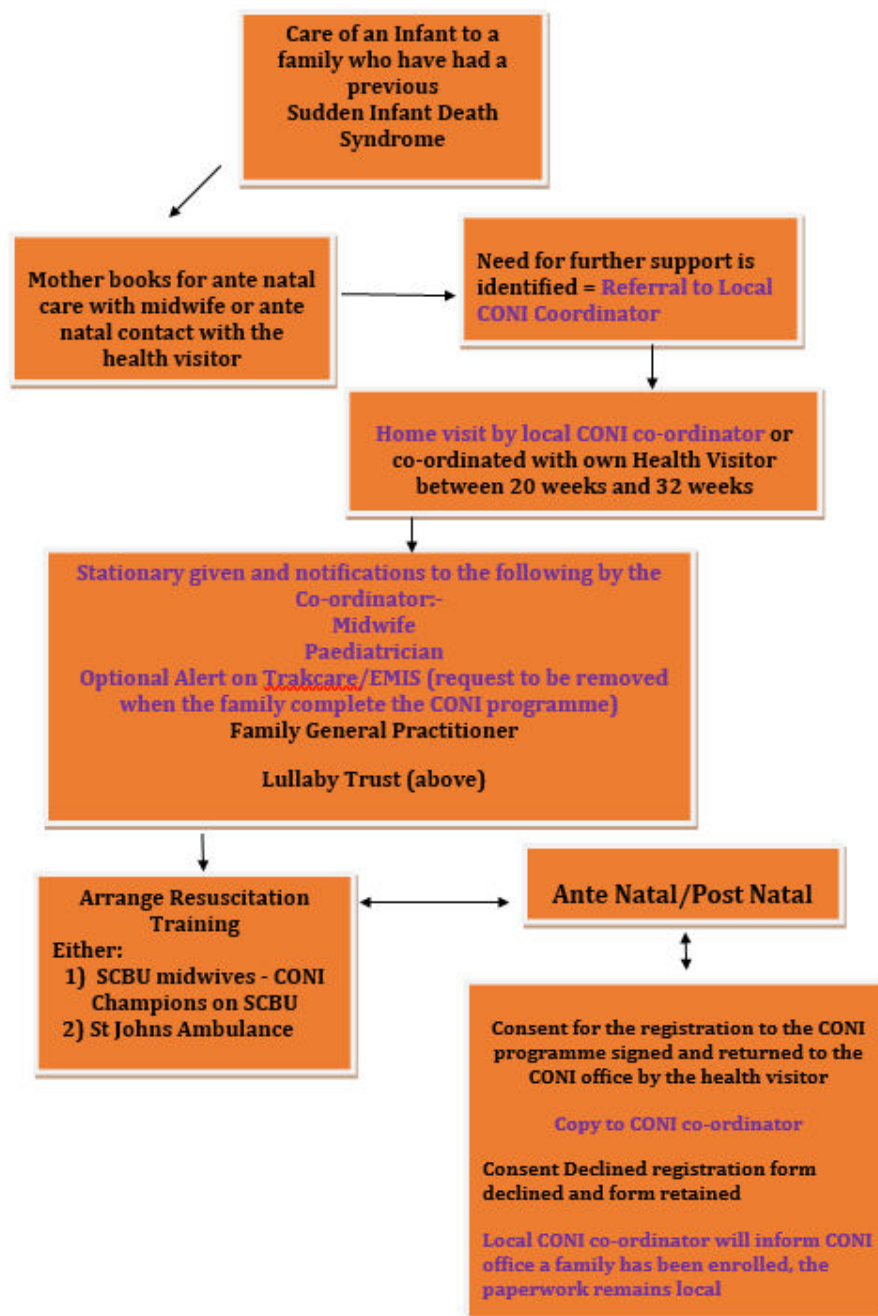 Care of an Infant to a
family who have had a
previous
Sudden Infant Death
Syndrome
Mother books for ante natal
care with midwife or ante
natal contact with the
health visitor
Need for further support is
identified = Referral to Local
CONI Coordinator
Home visit by local CONI co-ordinator or
co-ordinated with own Health Visitor
between 20 weeks and 32 weeks
Stationary given and notifications to the following by the
Co-ordinator:-
Midwife
Paediatrician
Optional Alert on Trakcare/EMIS (request to be removed
when the family complete the CONI programme)
Family General Practitioner
Lullaby Trust (above)
Arrange Resuscitation
Training
Either:
1) SCBU midwives - CONI
Champions on SCBU
2) St Johns Ambulance
Ante Natal/Post Natal
Consent for the registration to the CONI
programme signed and returned to the
CONI office by the health visitor
Copy to CONI co-ordinator
Consent Declined registration form
declined and form retained
Local CONI co-ordinator will inform CONI
office a family has been enrolled, the
paperwork remains local